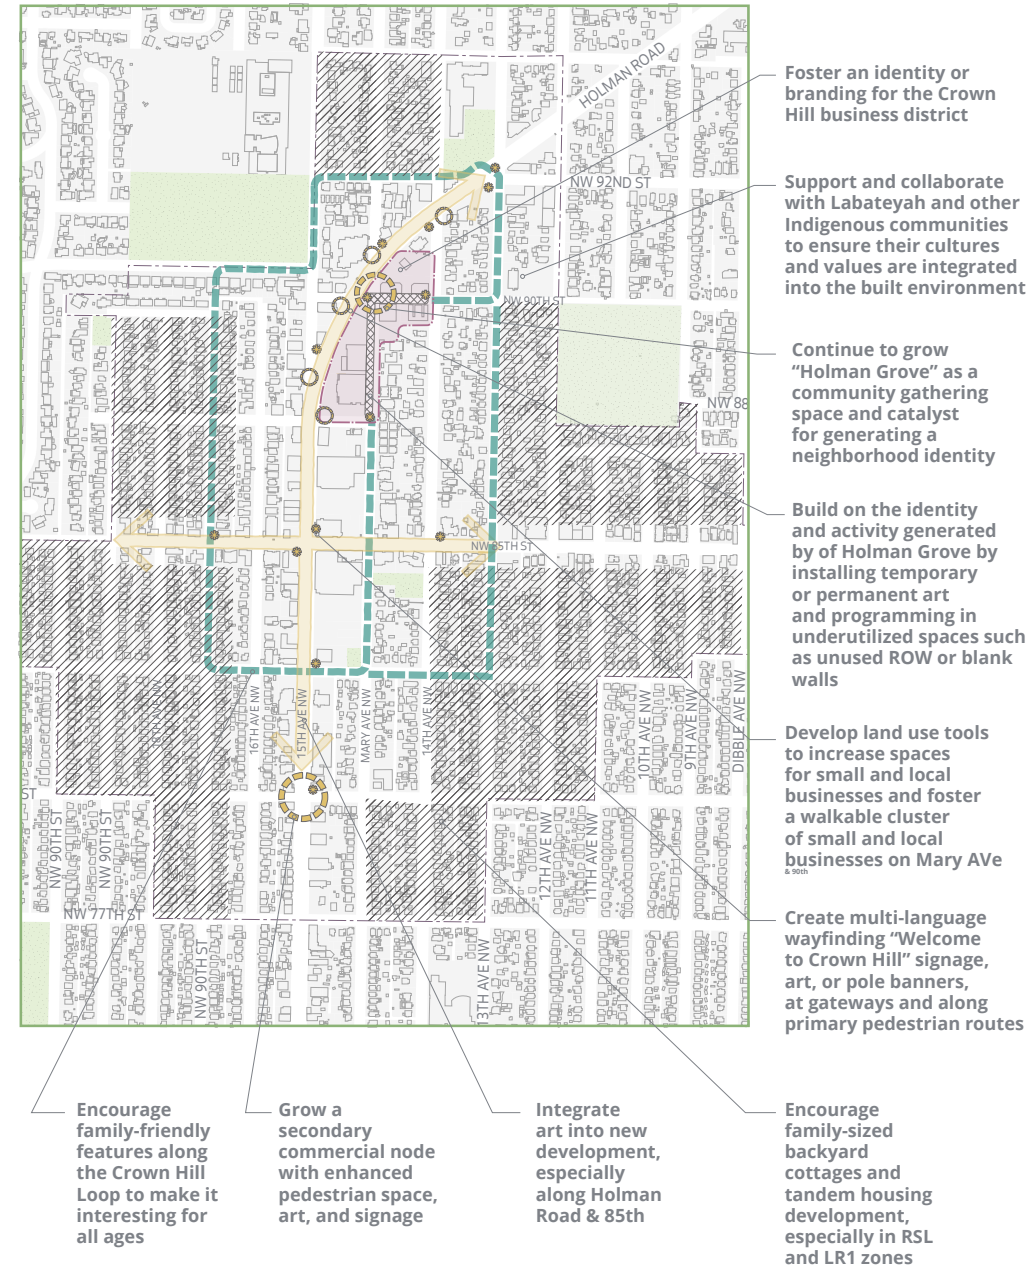 HOLMAN ROAD
NW 92ND ST
NW 90TH ST
NW 88
NW 85TH ST
16TH AVE NW
15TH AVE NW
MARY AVE NW
14TH AVE NW
10TH AVE NW
9TH AVE NW
DIBBLE AVE NW
ST
NW 90TH ST
NW 90TH ST
12TH AVE NW
11TH AVE NW
NW 77TH ST
NW 90TH ST
13TH AVE NW
Foster an identity or
branding for the Crown
Hill business district
Support and collaborate
with Labateyah and other
Indigenous communities
to ensure their cultures
and values are integrated
into the built environment
Continue to grow
“Holman Grove” as a
community gathering
space and catalyst
for generating a
neighborhood identity
Build on the identity
and activity generated
by of Holman Grove by
installing temporary
or permanent art
and programming in
underutilized spaces such
as unused ROW or blank
walls
Develop land use tools
to increase spaces
for small and local
businesses and foster
a walkable cluster
of small and local
businesses on Mary AVe
& 90th
Create multi-language
wayfinding “Welcome
to Crown Hill” signage,
art, or pole banners,
at gateways and along
primary pedestrian routes
Encourage
family-friendly
features along
the Crown Hill
Loop to make it
interesting for
all ages
Grow a
secondary
commercial node
with enhanced
pedestrian space,
art, and signage
Integrate
art into new
development,
especially
along Holman
Road & 85th
Encourage
family-sized
backyard
cottages and
tandem housing
development,
especially in RSL
and LR1 zones